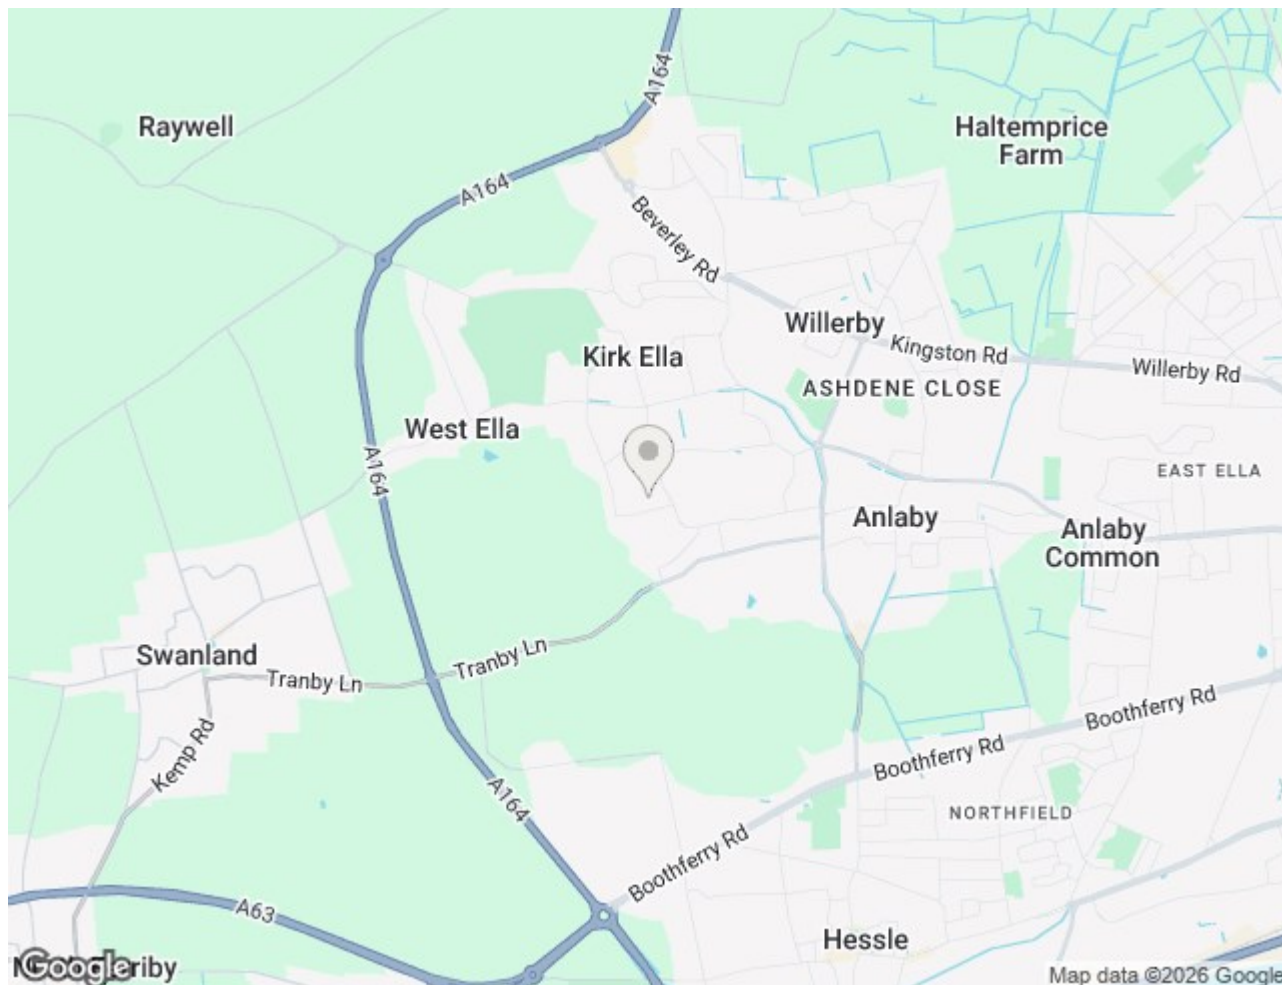 A164
Raywell
Haltemprice
Farm
A164
Beverley Rd
Willerby
Kingston Rd
Willerby Rd
Kirk Ella
ASHDENE CLOSE
West Ella
A164
EAST ELLA
Anlaby
Anlaby
Common
Swanland
Tranby Ln
Tranby Ln
Kemp Rd
Boothferry Rd
Boothferry Rd
A164
NORTHFIELD
Boothferry Rd
A63
Hessle
Google
Map data ©2026 Google